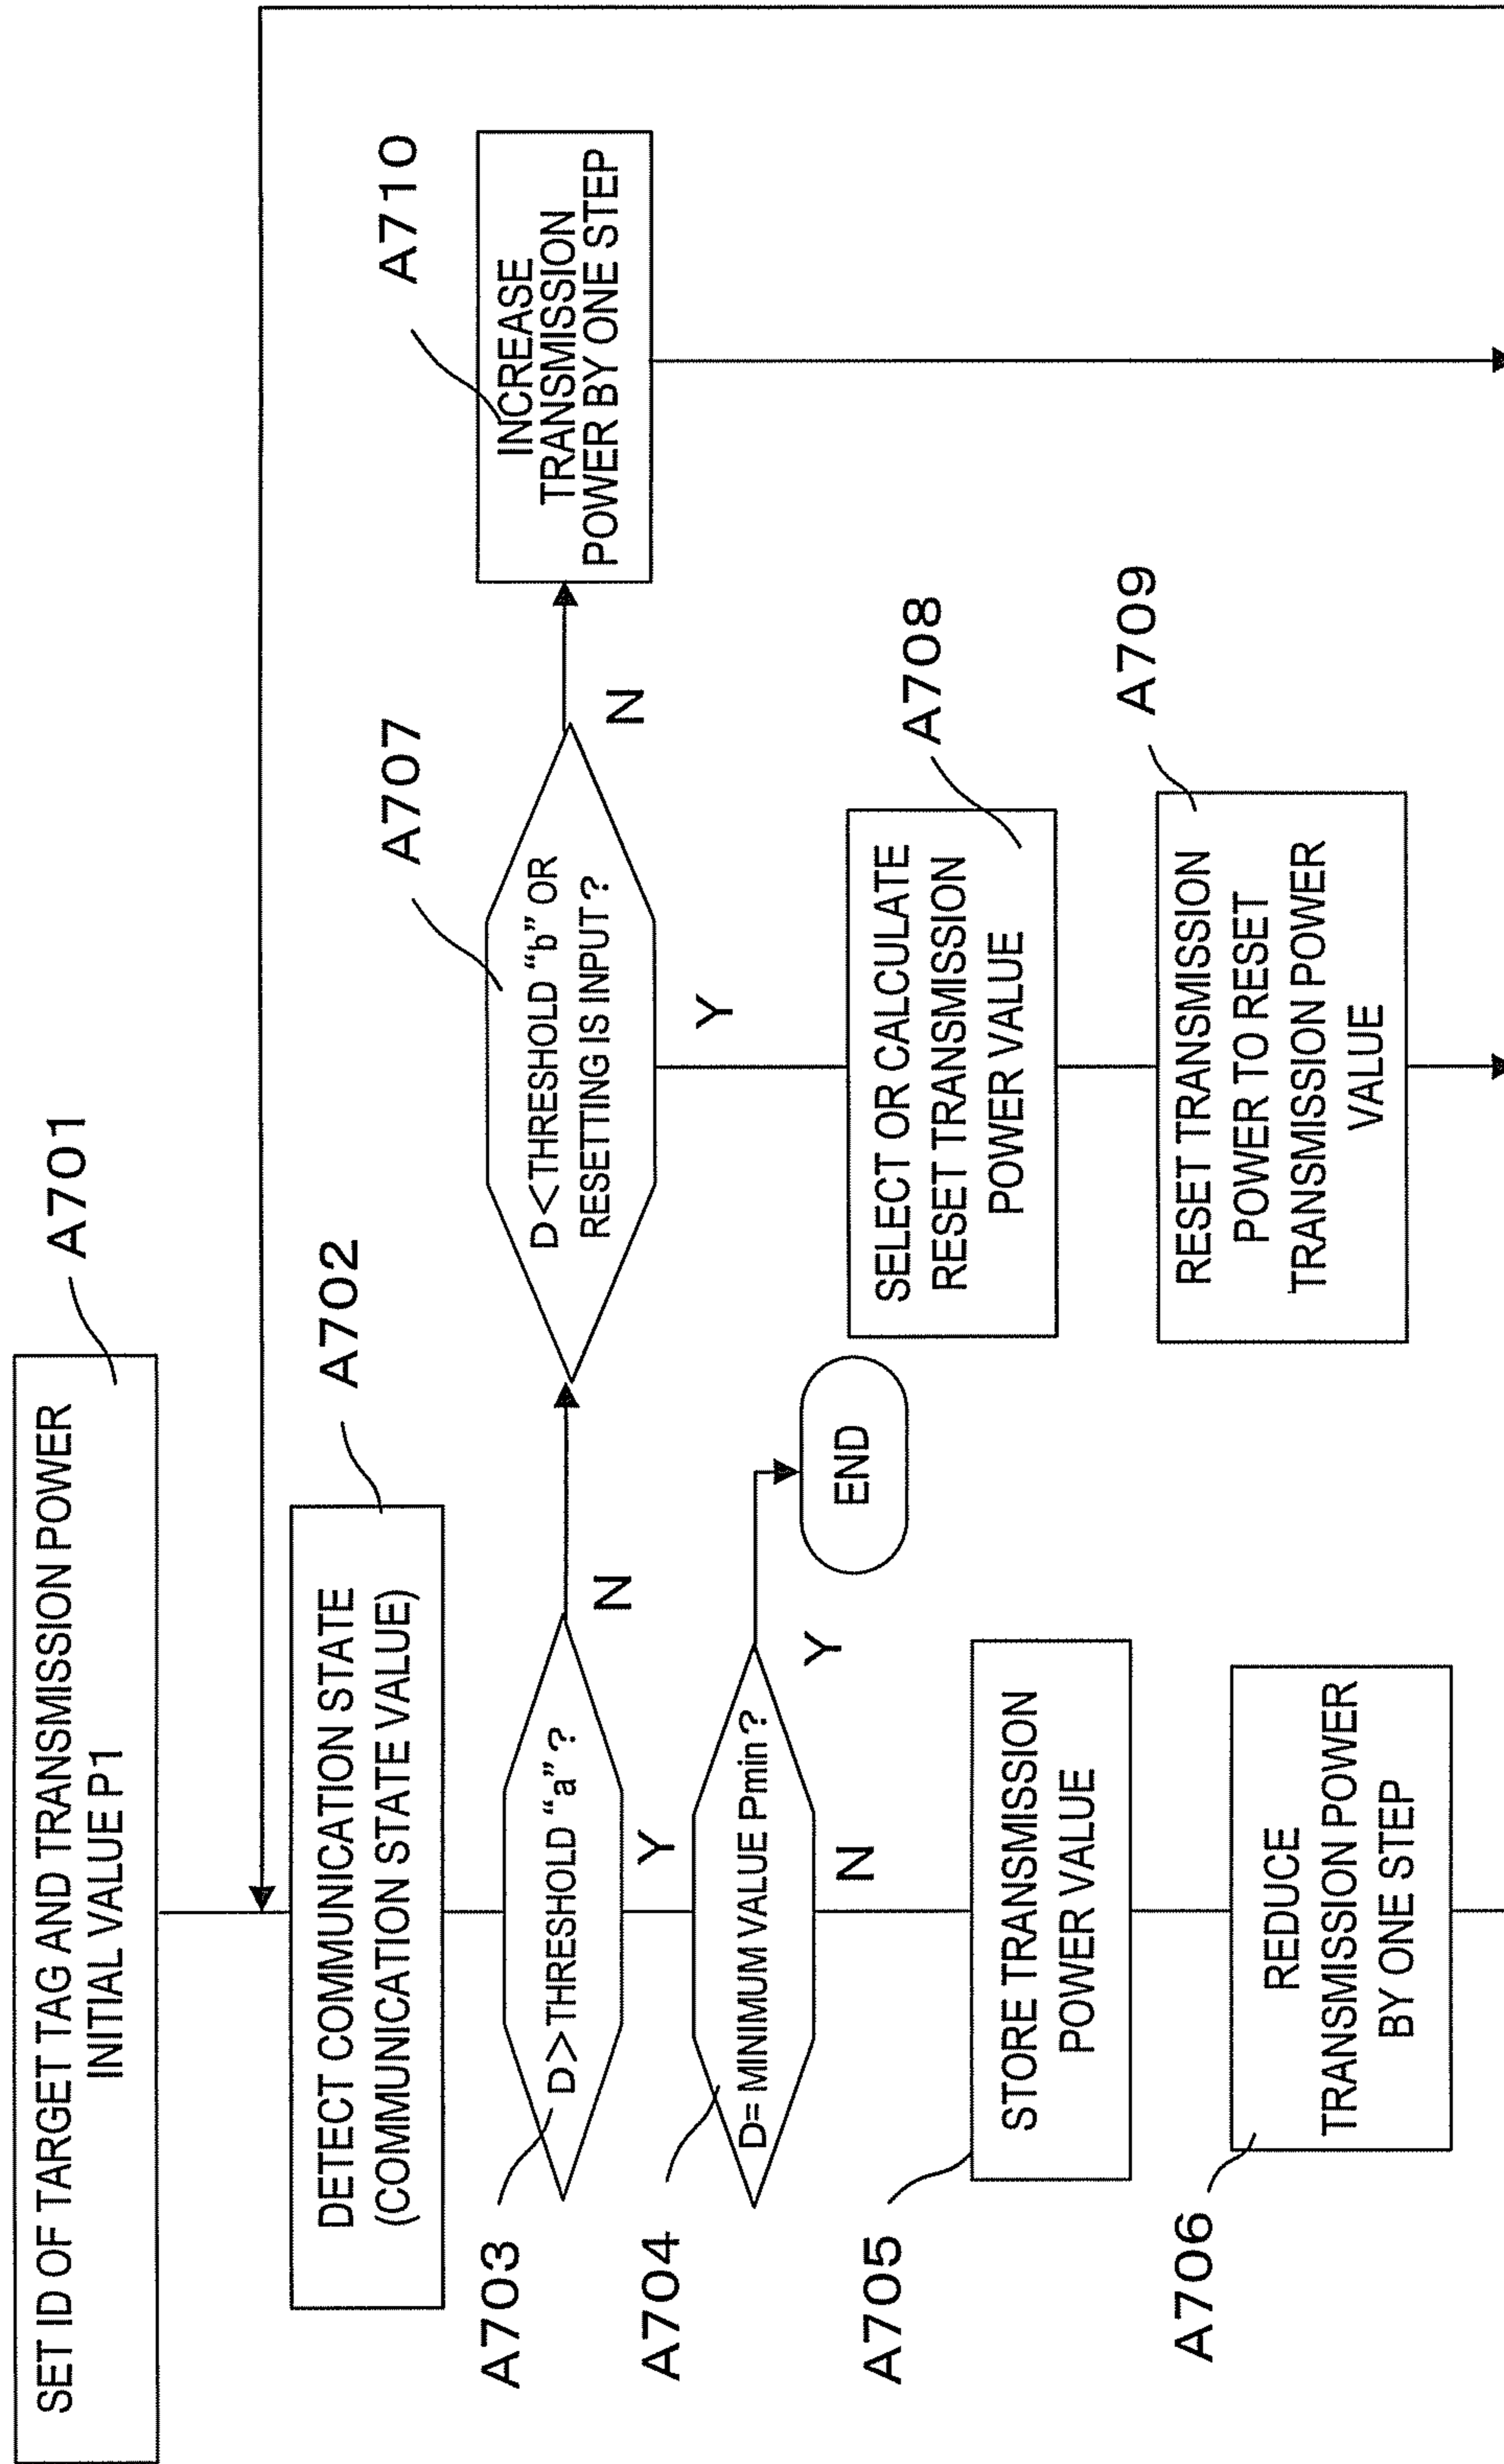 SET ID OF TARGET TAG AND TRANSMISSION POWER
INITIAL VALUE P1
A701
DETECT COMMUNICATION STATE
(COMMUNICATION STATE VALUE)
A702
A703
D>THRESHOLD “a”?
N
Y
A704
D= MINIMUM VALUE Pmin?
Y
END
N
A705
STORE TRANSMISSION
POWER VALUE
A706
REDUCE
TRANSMISSION POWER
BY ONE STEP
A707
D<THRESHOLD “b” OR
RESETTING IS INPUT?
N
Y
A708
SELECT OR CALCULATE
RESET TRANSMISSION
POWER VALUE
A709
RESET TRANSMISSION
POWER TO RESET
TRANSMISSION POWER
VALUE
A710
INCREASE
TRANSMISSION
POWER BY ONE STEP